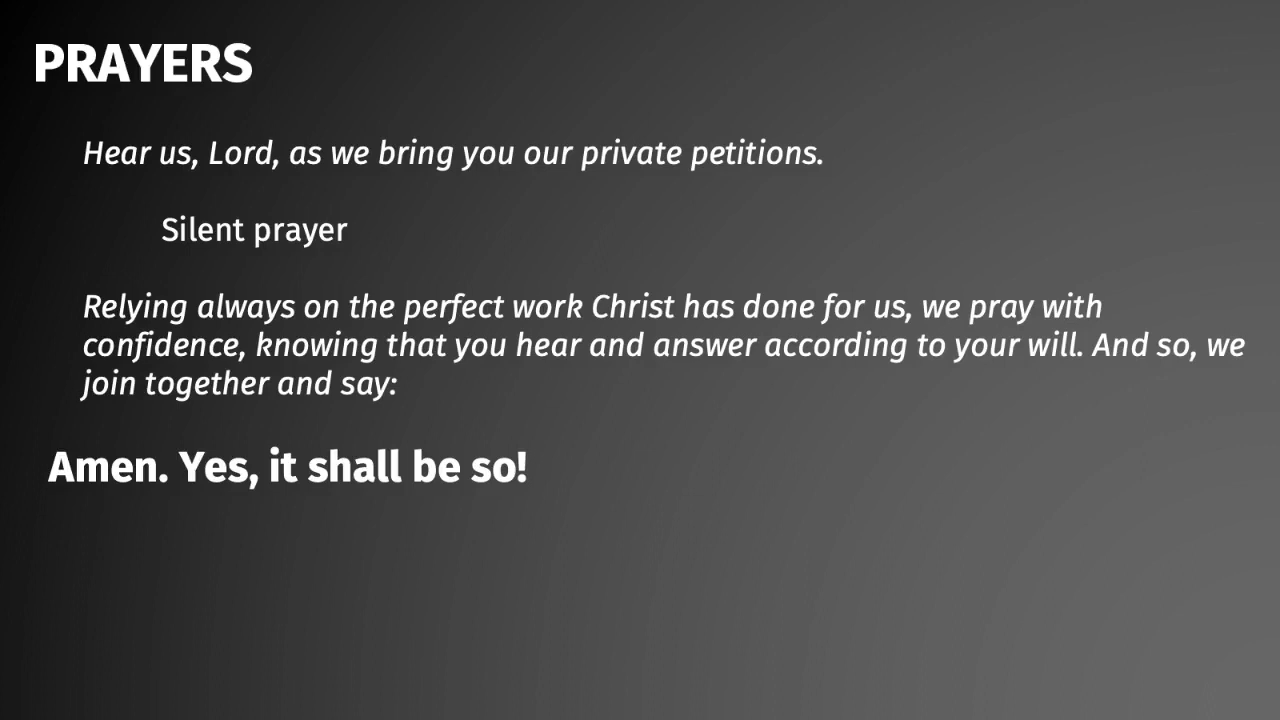 PRAYERS
Hear us, Lord, as we bring you our private petitions.
Silent prayer
Relying always on the perfect work Christ has done for us, we pray with
confidence, knowing that you hear and answer according to your will. And so, we
join together and say:
Amen. Yes, it shall be so!